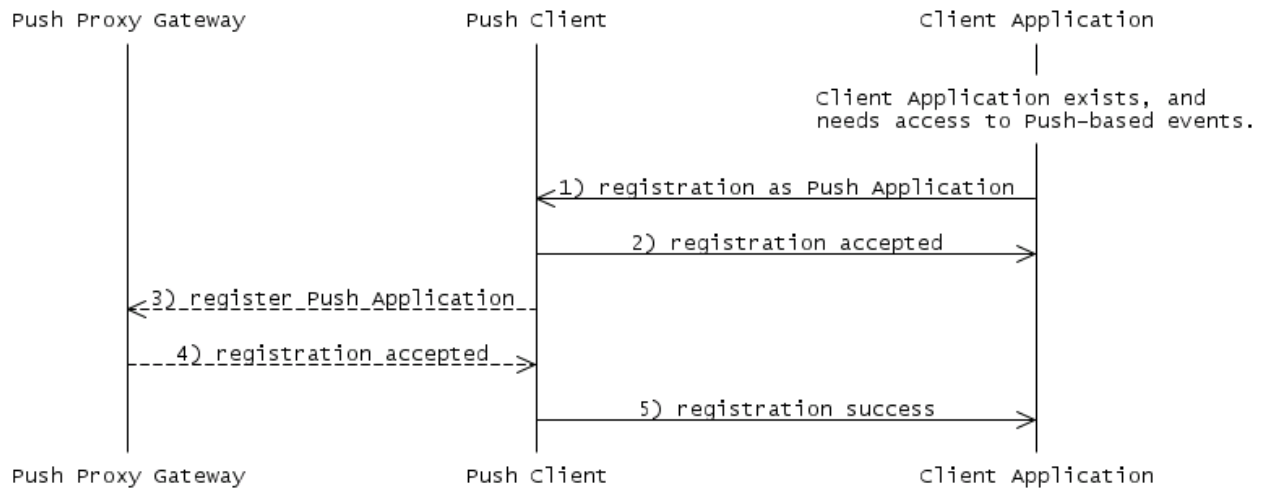 Push Proxy Gateway Push Client Client Application
Client Application exists, and
needs access to Push-based events.
1) registration as Push Application
2) registration accepted
3) register Push Application
4) registration accepted
5) registration success
Push Proxy Gateway Push Client Client Application